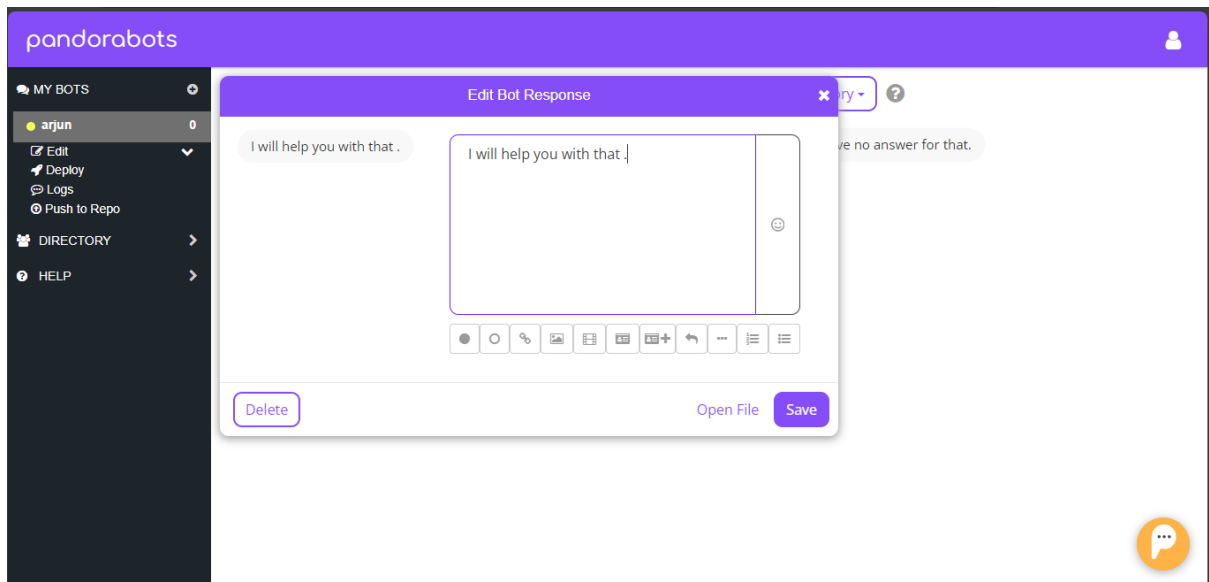 pandorabots
MY BOTS
Edit Bot Response
ry
arjun 0
I will help you with that .
I will help you with that .
ve no answer for that.
Edit
Deploy
Logs
Push to Repo
DIRECTORY
HELP
Delete
Open File
Save